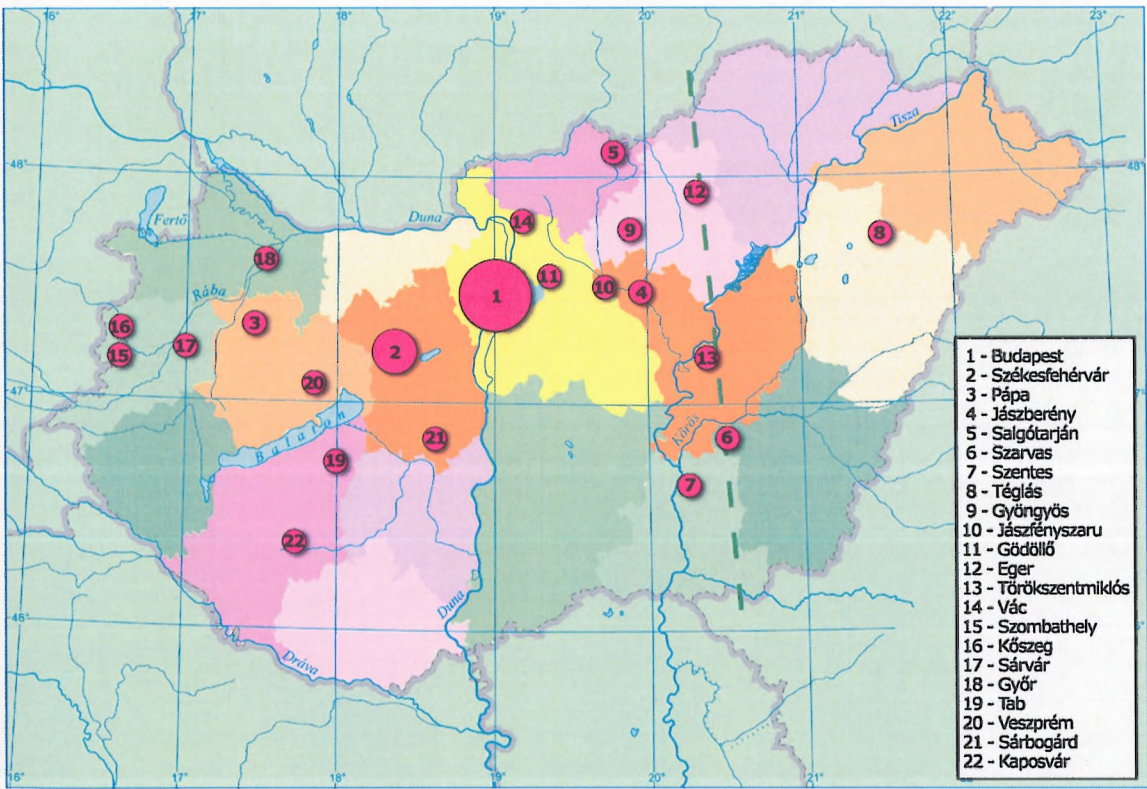 16°
17°
18°
19°
20°
21°
22°
23°
48°
48°
5
Tisza
12
14
Duna
Fertő
9
8
18
11
1
10
4
Rába
16
3
15
17
2
13
20
47°
Balaton
21
Körös
6
19
7
22
46°
Duna
Dráva
16°
17°
18°
19°
20°
21°
1 - Budapest
2 - Székesfehérvár
3 - Pápa
4 - Jászberény
5 - Salgótarján
6 - Szarvas
7 - Szentes
8 - Téglás
9 - Gyöngyös
10 - Jászfényszaru
11 - Gödöllő
12 - Eger
13 - Törökszentmiklós
14 - Vác
15 - Szombathely
16 - Kőszeg
17 - Sárvár
18 - Győr
19 - Tab
20 - Veszprém
21 - Sárbogárd
22 - Kaposvár